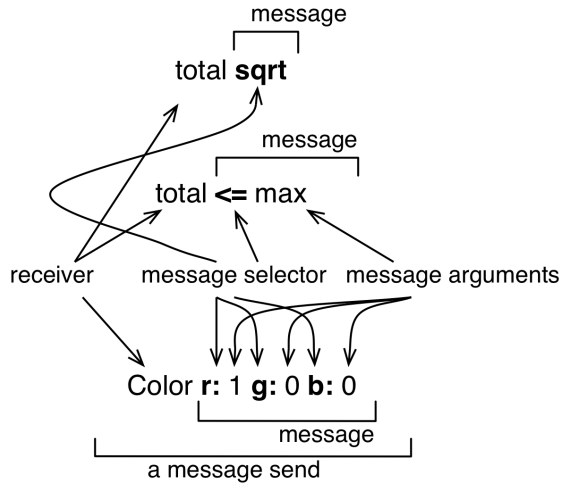 message
total sqrt
message
total <= max
receiver message selector message arguments
Color r: 1 g: 0 b: 0
message
a message send